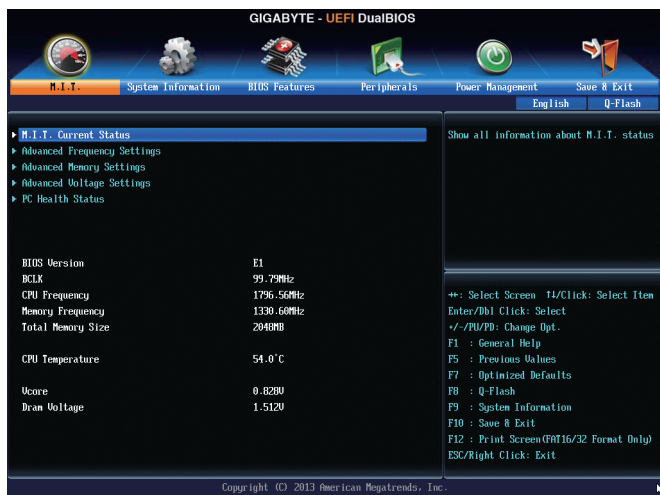 GIGABYTE - UEFI DualBIOS
M.I.T. System Information BIOS Features Peripherals Power Management Save & Exit
English Q-Flash
M.I.T. Current Status
Advanced Frequency Settings
Advanced Memory Settings
Advanced Voltage Settings
PC Health Status
Show all information about M.I.T. status
BIOS Version E1
BCLK 99.79MHz
CPU Frequency 1796.56MHz
Memory Frequency 1330.60MHz
Total Memory Size 2048MB
CPU Temperature 54.0°C
Vcore 0.828V
Dram Voltage 1.512V
↔: Select Screen ↑↓/Click: Select Item
Enter/Dbl Click: Select
+/-/PU/PD: Change Opt.
F1 : General Help
F5 : Previous Values
F7 : Optimized Defaults
F8 : Q-Flash
F9 : System Information
F10 : Save & Exit
F12 : Print Screen(FAT16/32 Format Only)
ESC/Right Click: Exit
Copyright (C) 2013 American Megatrends, Inc.